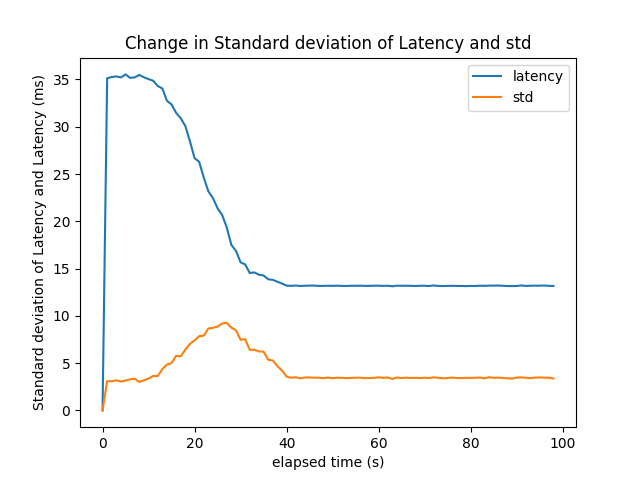 Change in Standard deviation of Latency and std
latency
std
Standard deviation of Latency and Latency (ms)
35
30
25
20
15
10
5
0
0 20 40 60 80 100
elapsed time (s)